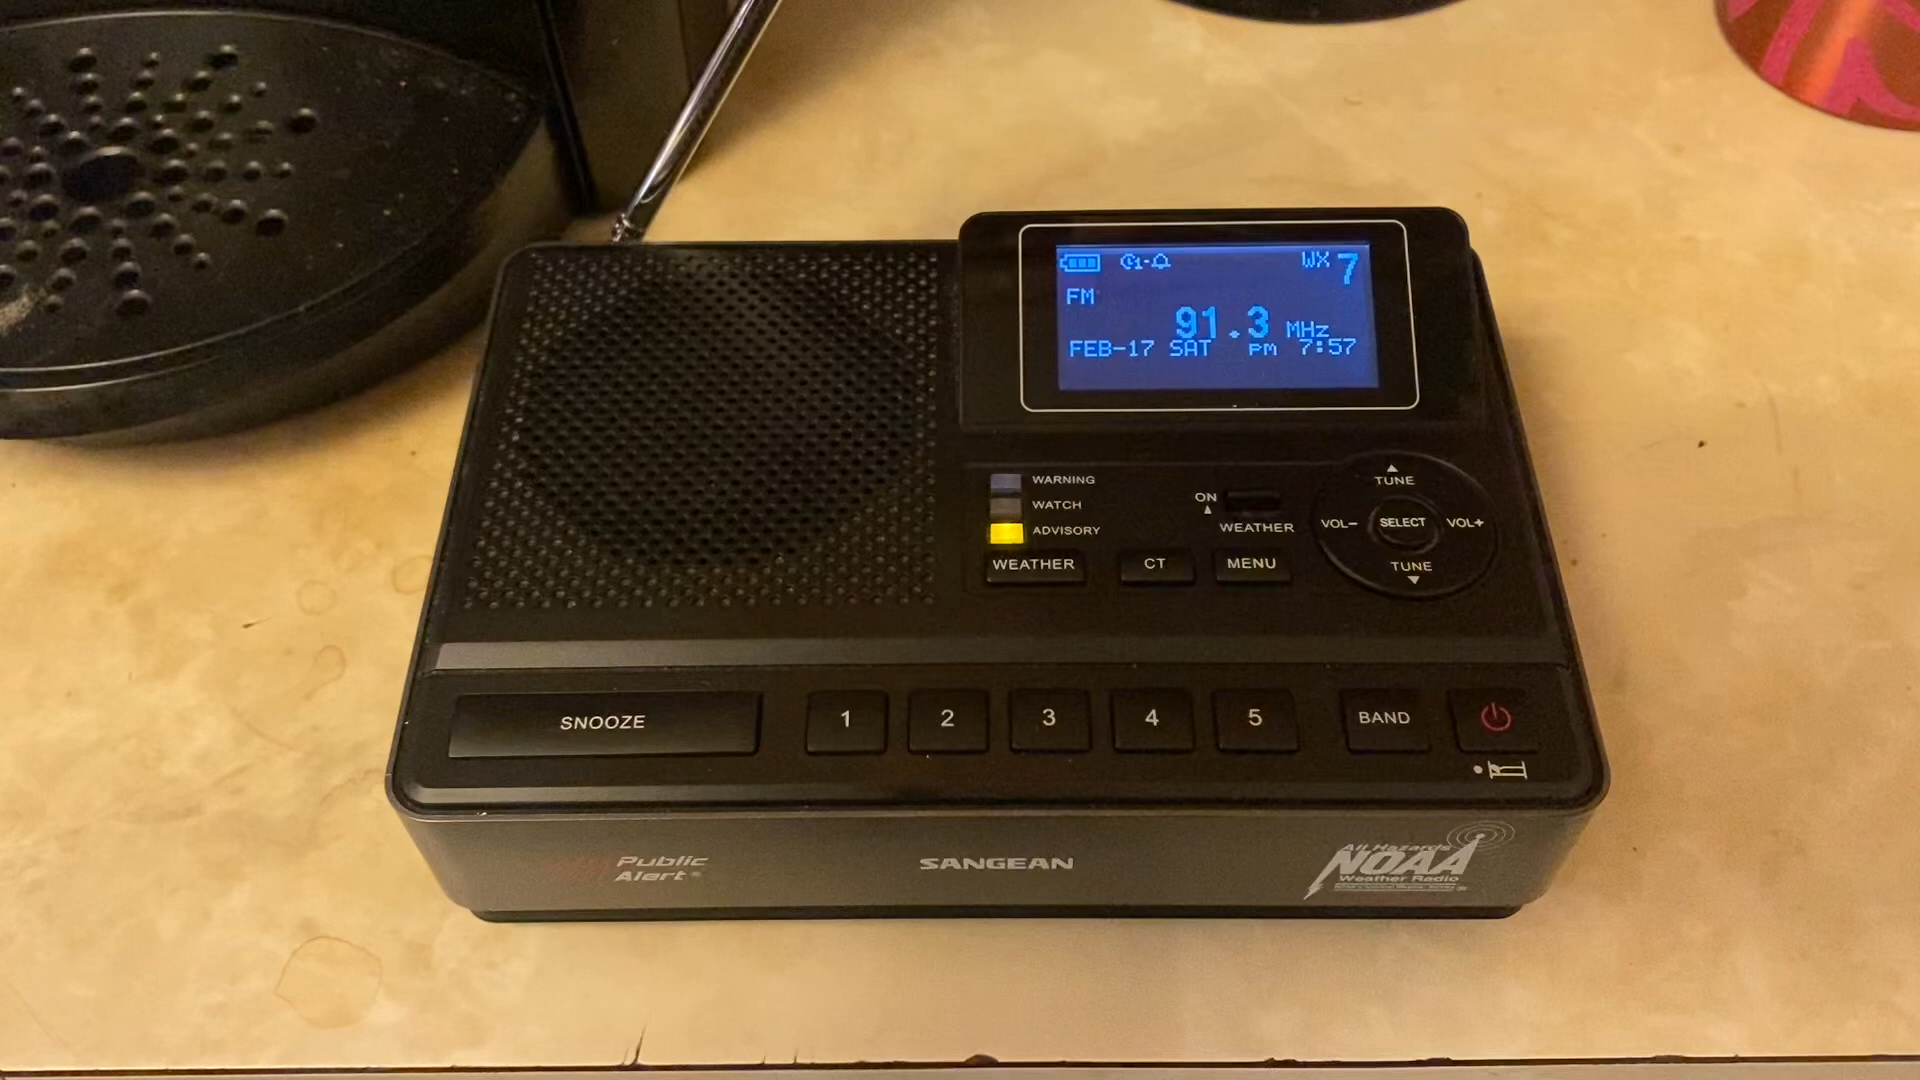 WX 7
FM
91.3 MHz
FEB-17 SAT pm 7:57
WARNING
WATCH
ADVISORY
ON
WEATHER
WEATHER
CT
MENU
TUNE
VOL-
SELECT
VOL+
TUNE
SNOOZE
1
2
3
4
5
BAND
Public
Alert
SANGEAN
All Hazards
NOAA
Weather Radio